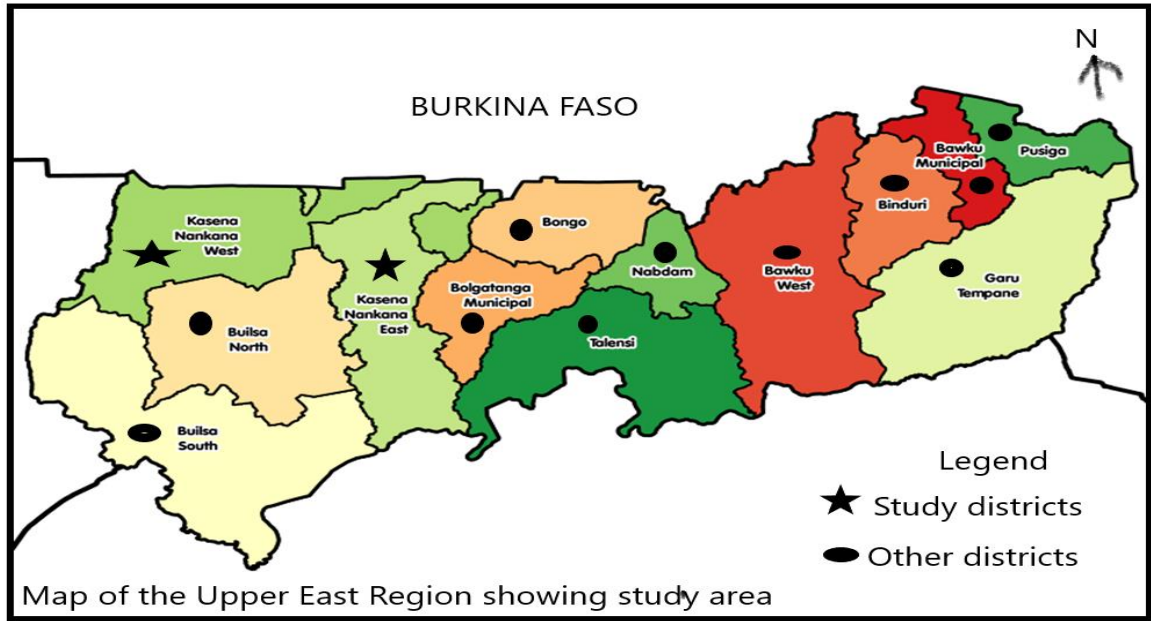 N
BURKINA FASO
Bawku
Municipal
Pusiga
Kasena
Nankana
West
Bongo
Binduri
Nabdam
Bawku
West
Garu
Tempane
Bolgatanga
Municipal
Kasena
Nankana
East
Builsa
North
Talensi
Builsa
South
Legend
Study districts
Other districts
Map of the Upper East Region showing study area